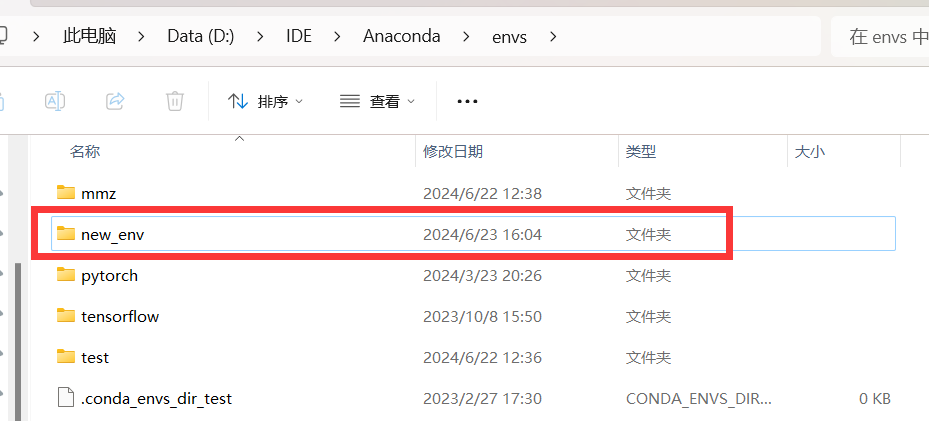 此电脑 > Data (D:) > IDE > Anaconda > envs >
在 envs 中
排序 查看
名称 修改日期 类型 大小
mmz 2024/6/22 12:38 文件夹
new_env 2024/6/23 16:04 文件夹
pytorch 2024/3/23 20:26 文件夹
tensorflow 2023/10/8 15:50 文件夹
test 2024/6/22 12:36 文件夹
.conda_envs_dir_test 2023/2/27 17:30 CONDA_ENVS_DIR... 0 KB